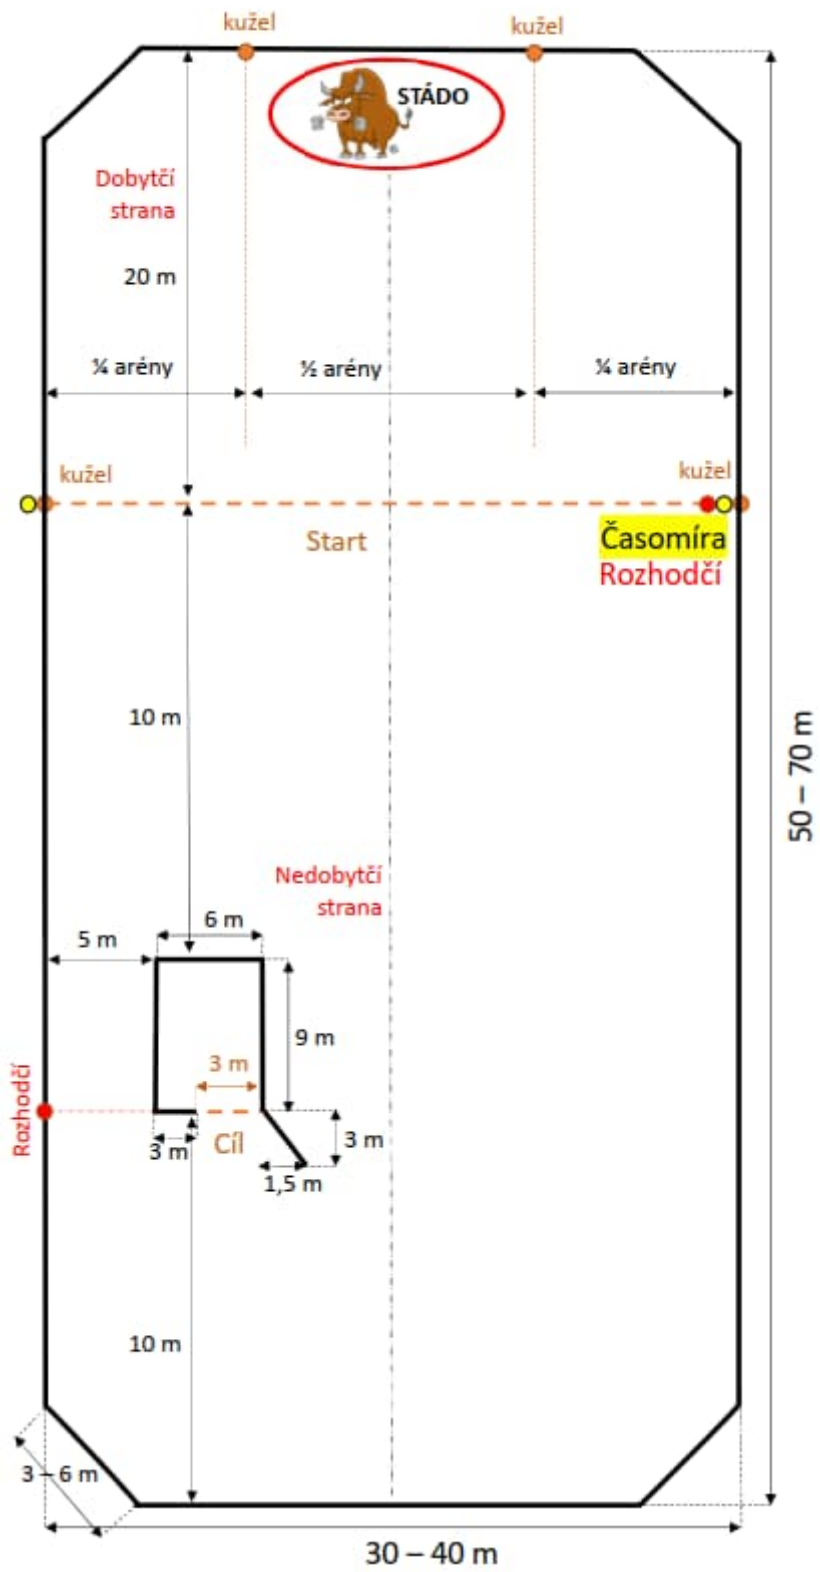 kužel
kužel
STÁDO
Dobytčí
strana
20 m
¼ arény
½ arény
¼ arény
kužel
kužel
Start
Časomíra
Rozhodčí
10 m
50 – 70 m
Nedobytčí
strana
6 m
5 m
9 m
3 m
Rozhodčí
Cíl
3 m
3 m
1,5 m
10 m
3 – 6 m
30 – 40 m